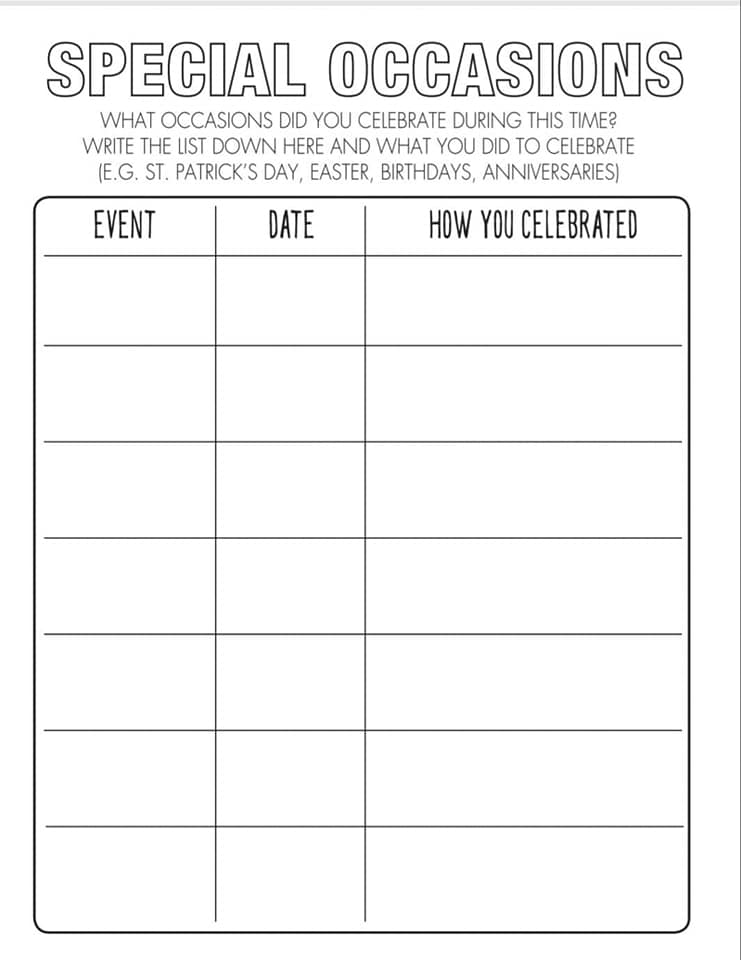 SPECIAL OCCASIONS
WHAT OCCASIONS DID YOU CELEBRATE DURING THIS TIME?
WRITE THE LIST DOWN HERE AND WHAT YOU DID TO CELEBRATE
(E.G. ST. PATRICK'S DAY, EASTER, BIRTHDAYS, ANNIVERSARIES)
EVENT DATE HOW YOU CELEBRATED